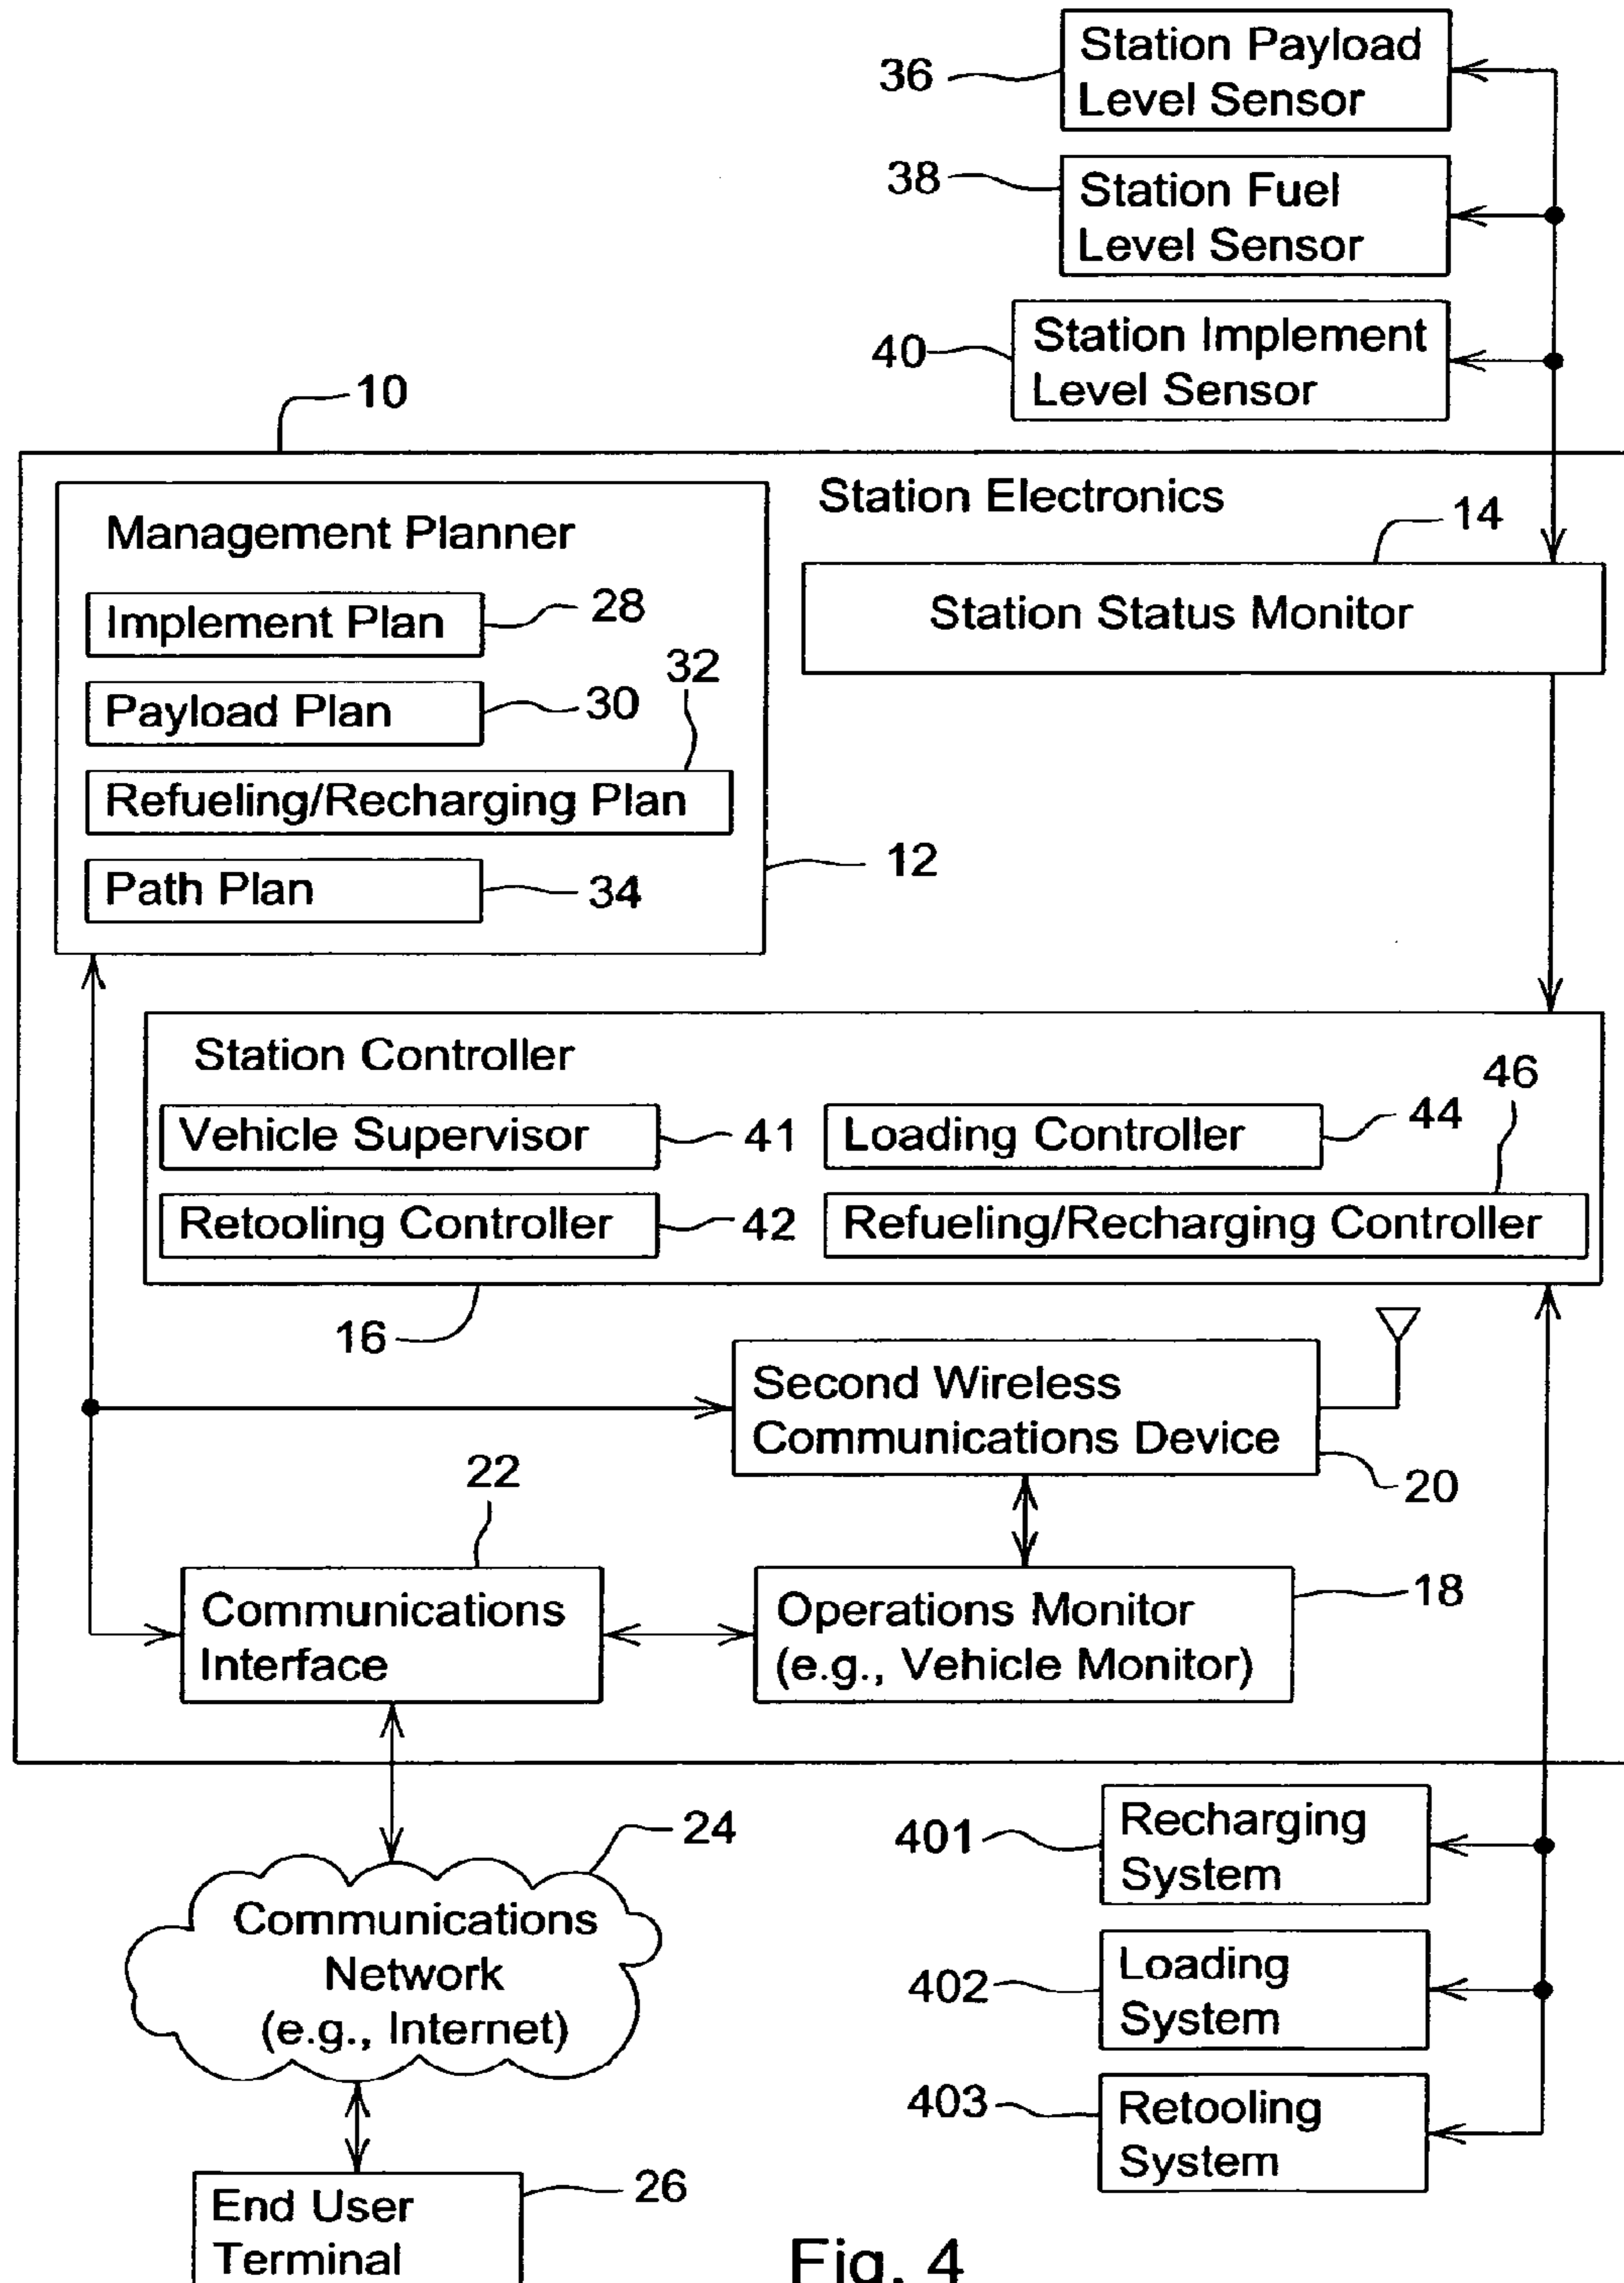 36
Station Payload
Level Sensor
38
Station Fuel
Level Sensor
40
Station Implement
Level Sensor
10
Station Electronics
14
Station Status Monitor
Management Planner
Implement Plan
28
Payload Plan
30
32
Refueling/Recharging Plan
Path Plan
34
12
Station Controller
46
Vehicle Supervisor
41
Loading Controller
44
Retooling Controller
42
Refueling/Recharging Controller
16
Second Wireless
Communications Device
20
22
Communications
Interface
Operations Monitor
(e.g., Vehicle Monitor)
18
24
Communications
Network
(e.g., Internet)
401
Recharging
System
402
Loading
System
403
Retooling
System
End User
Terminal
26
Fig. 4